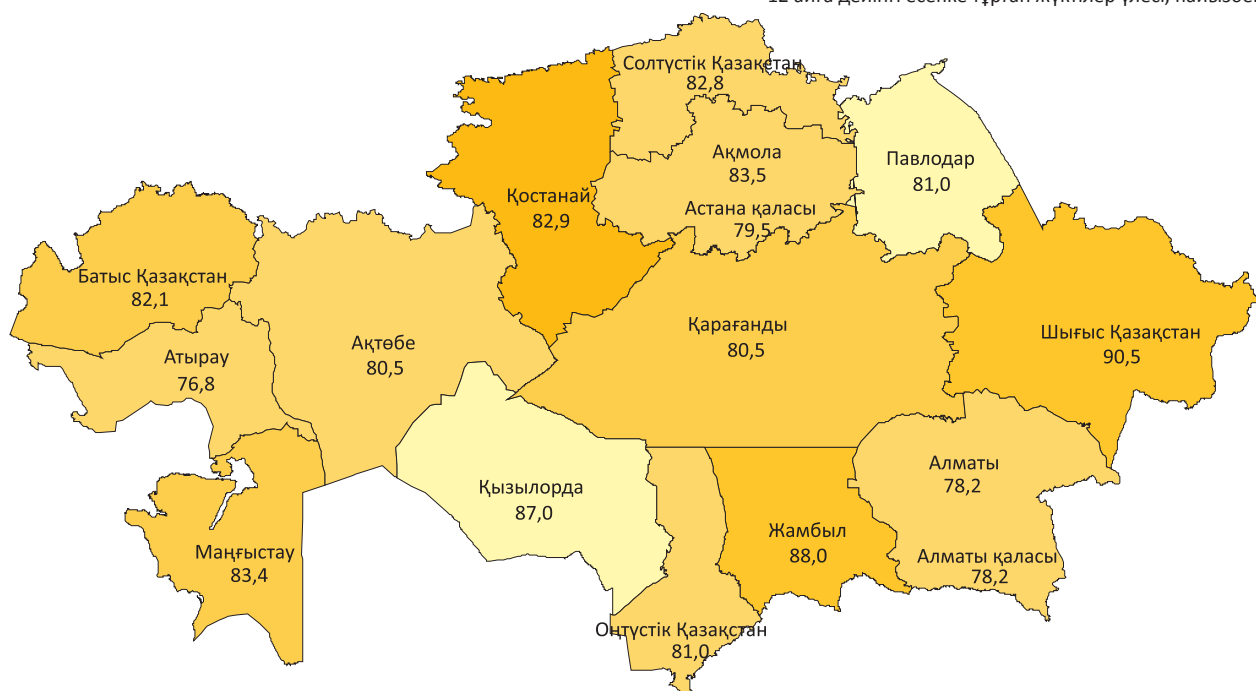 Солтүстік Қазақстан
82,8
Ақмола
83,5
Павлодар
81,0
Қостанай
82,9
Астана қаласы
79,5
Батыс Қазақстан
82,1
Қарағанды
80,5
Шығыс Қазақстан
90,5
Ақтөбе
80,5
Атырау
76,8
Алматы
78,2
Қызылорда
87,0
Жамбыл
88,0
Маңғыстау
83,4
Алматы қаласы
78,2
Оңтүстік Қазақстан
81,0